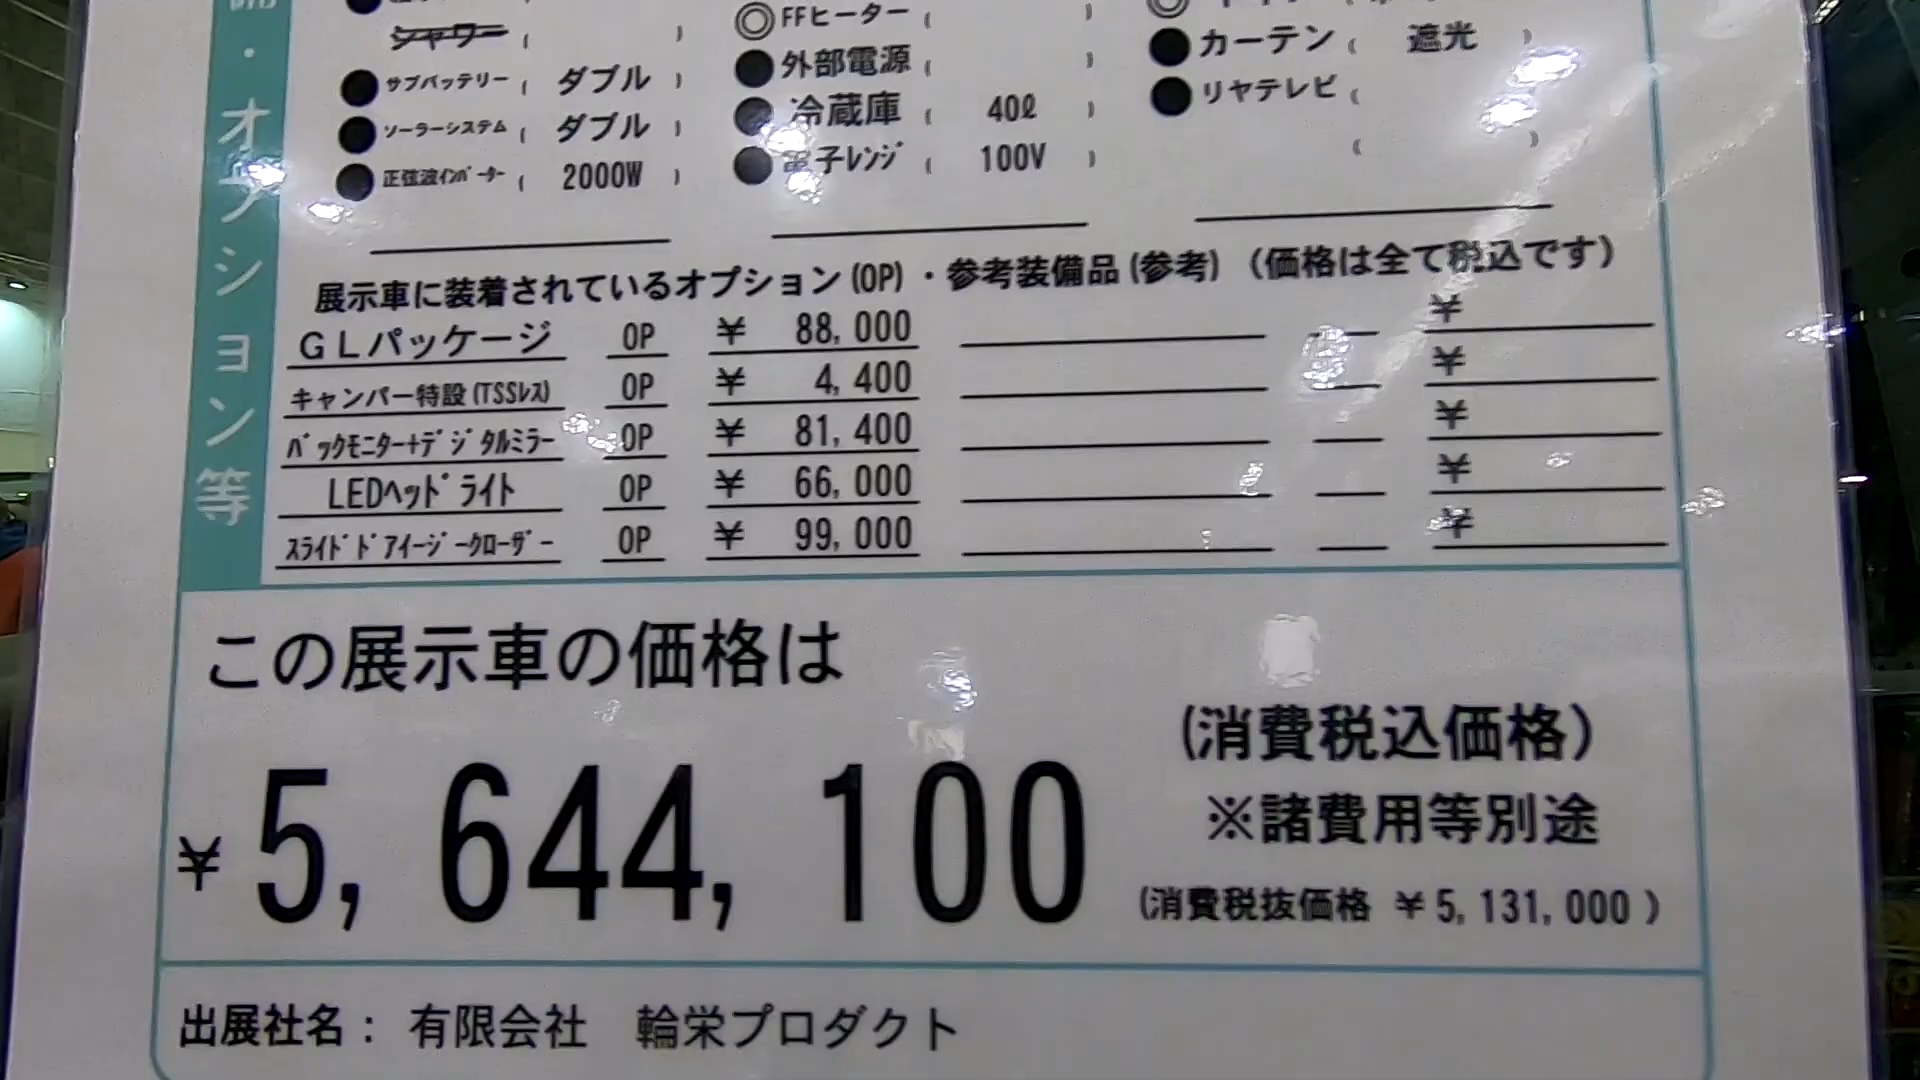 シャワー ( )
● サブバッテリー ( ダブル )
● ソーラーシステム ( ダブル )
● 正弦波インバーター ( 2000W )
◎ FFヒーター ( )
● 外部電源 ( )
● 冷蔵庫 ( 40ℓ )
● 電子レンジ ( 100V )
● カーテン ( 遮光 )
● リヤテレビ ( )
( )
・オプション等
展示車に装着されているオプション(OP)・参考装備品(参考) (価格は全て税込です)
GLパッケージ OP ¥ 88,000 ¥
キャンパー特設(TSSレス) OP ¥ 4,400 ¥
バックモニター+デジタルミラー OP ¥ 81,400 ¥
LEDヘッドライト OP ¥ 66,000 ¥
スライドドアイージークローザー OP ¥ 99,000 ¥
この展示車の価格は
¥5,644,100
(消費税込価格)
※諸費用等別途
(消費税抜価格 ¥5,131,000 )
出展社名： 有限会社 輪栄プロダクト